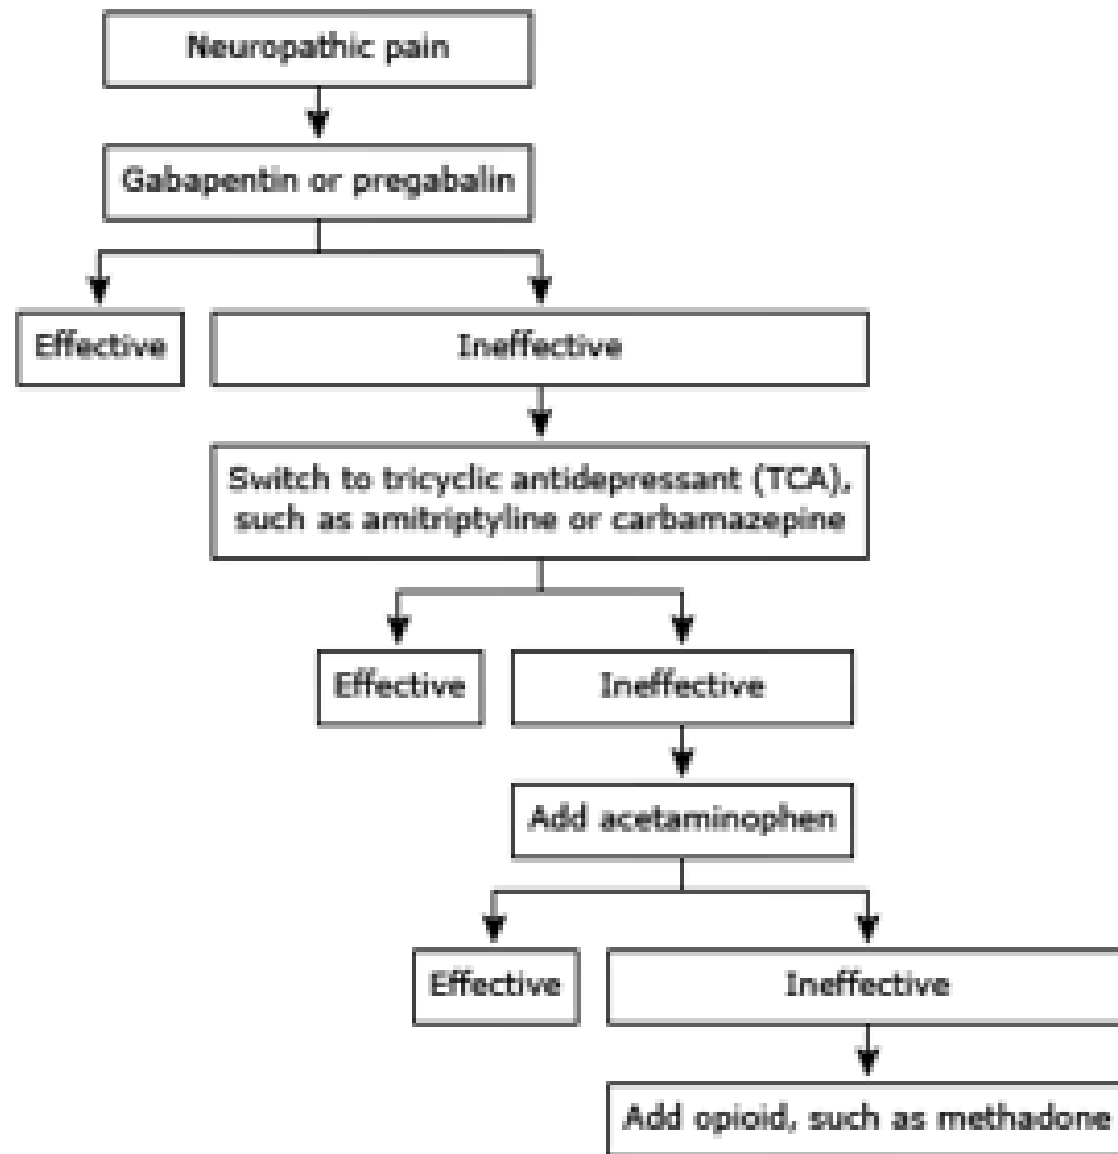 Neuropathic pain
Gabapentin or pregabalin
Effective
Ineffective
Switch to tricyclic antidepressant (TCA),
such as amitriptyline or carbamazepine
Effective
Ineffective
Add acetaminophen
Effective
Ineffective
Add opioid, such as methadone